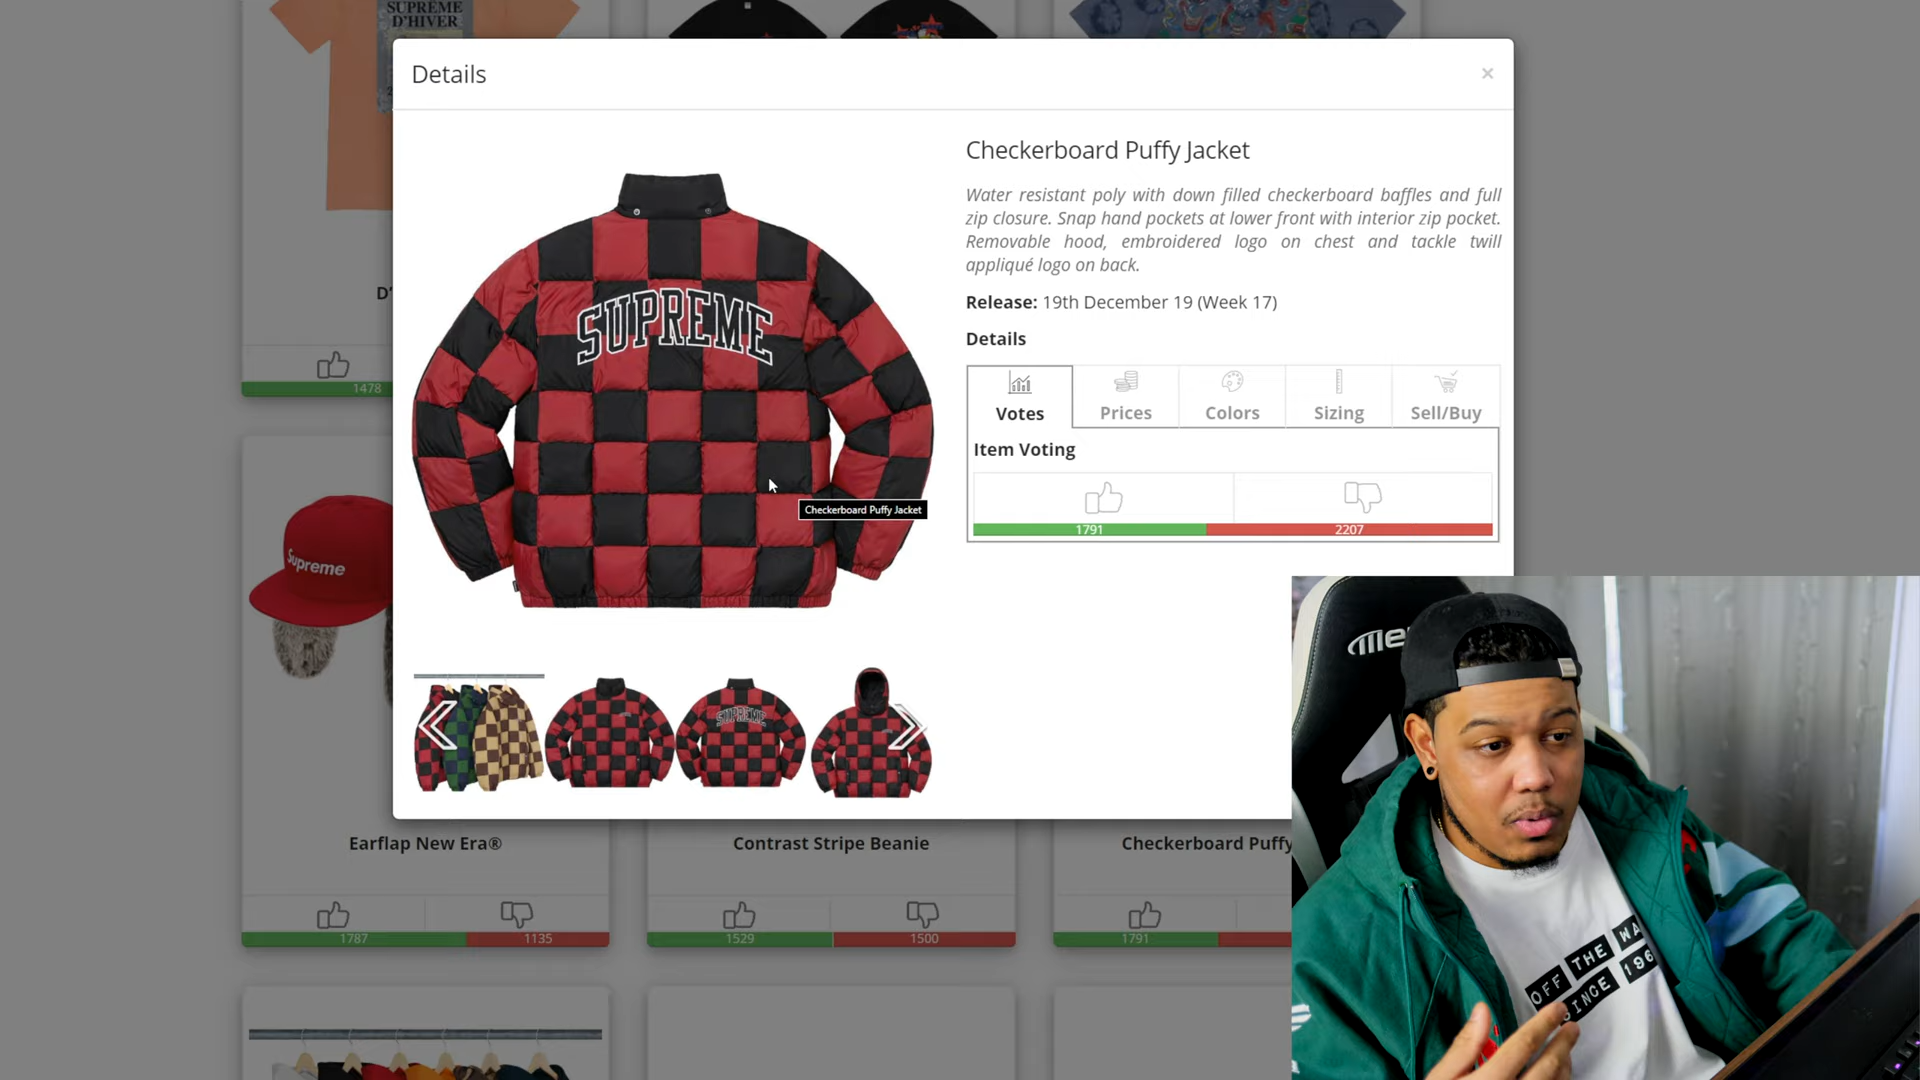 SUPRÊME
D'HIVER
Details
×
Checkerboard Puffy Jacket
Water resistant poly with down filled checkerboard baffles and full
zip closure. Snap hand pockets at lower front with interior zip pocket.
Removable hood, embroidered logo on chest and tackle twill
appliqué logo on back.
Release: 19th December 19 (Week 17)
Details
Votes
Prices
Colors
Sizing
Sell/Buy
Item Voting
1791
2207
SUPREME
Checkerboard Puffy Jacket
D'
1478
Supreme
SUPREME
Earflap New Era®
Contrast Stripe Beanie
Checkerboard Puffy
1787
1135
1529
1500
1791
OFF THE WA
SINCE 196